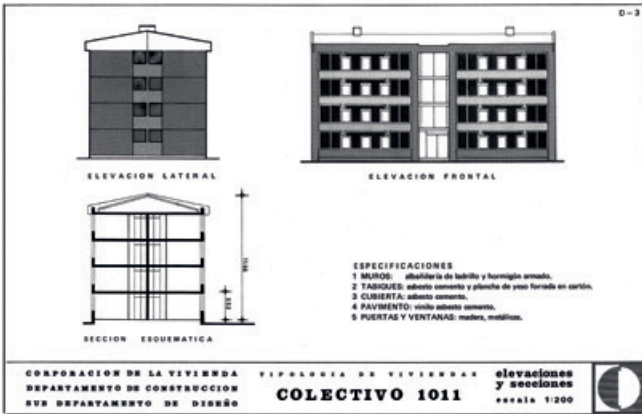 D-3
ELEVACION LATERAL
ELEVACION FRONTAL
SECCION ESQUEMATICA
ESPECIFICACIONES
1 MUROS: albañilería de ladrillo y hormigón armado.
2 TABIQUES: asbesto cemento y plancha de yeso forrada en cartón.
3 CUBIERTA: asbesto cemento.
4 PAVIMENTO: vinilo asbesto cemento.
5 PUERTAS Y VENTANAS: madera, metálicas.
CORPORACION DE LA VIVIENDA
DEPARTAMENTO DE CONSTRUCCION
SUB DEPARTAMENTO DE DISEÑO
TIPOLOGIA DE VIVIENDAS
COLECTIVO 1011
elevaciones
y secciones
escala 1:200